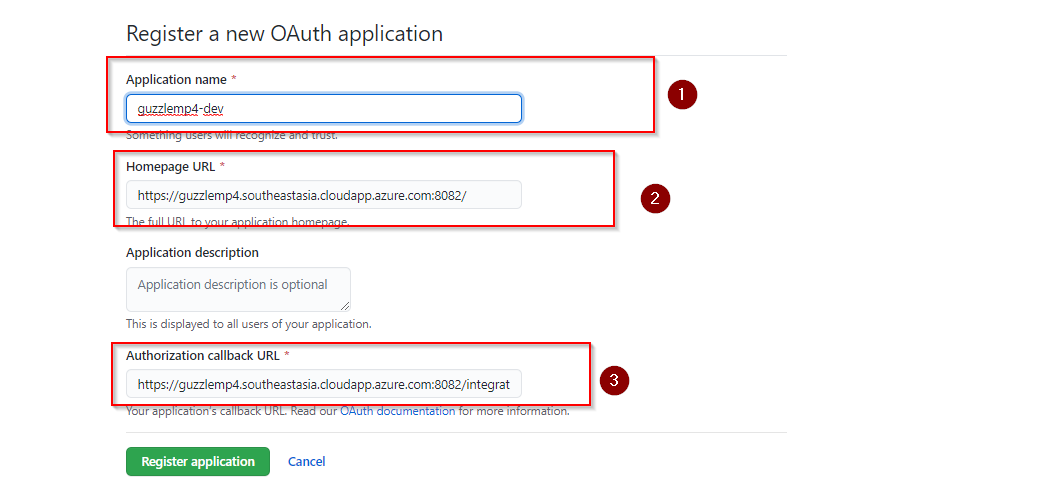 Register a new OAuth application
Application name *
guzzlemp4-dev
1
Something users will recognize and trust.
Homepage URL *
https://guzzlemp4.southeastasia.cloudapp.azure.com:8082/
2
The full URL to your application homepage.
Application description
Application description is optional
This is displayed to all users of your application.
Authorization callback URL *
https://guzzlemp4.southeastasia.cloudapp.azure.com:8082/integrat
3
Your application's callback URL. Read our OAuth documentation for more information.
Register application Cancel